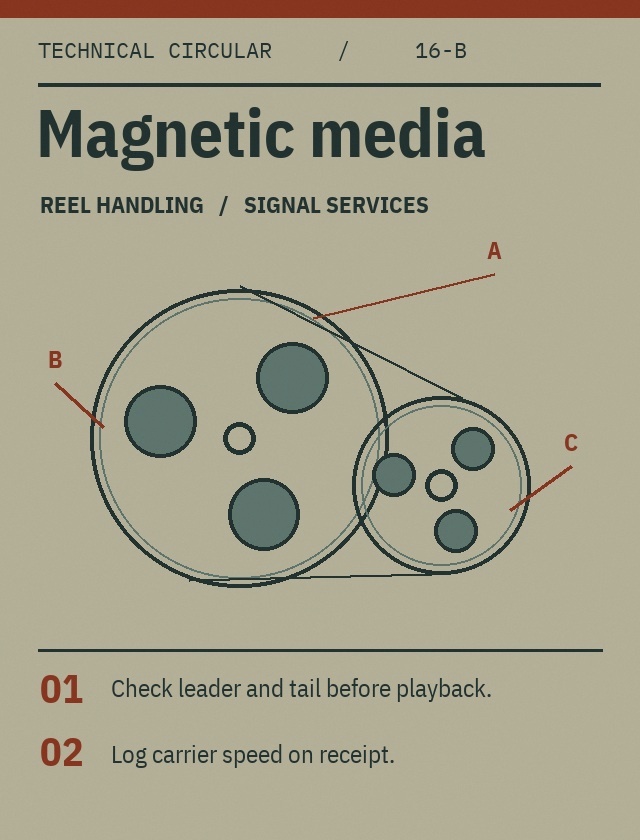 TECHNICAL CIRCULAR / 16-B
Magnetic media
REEL HANDLING / SIGNAL SERVICES
A
B
C
01 Check leader and tail before playback.
02 Log carrier speed on receipt.